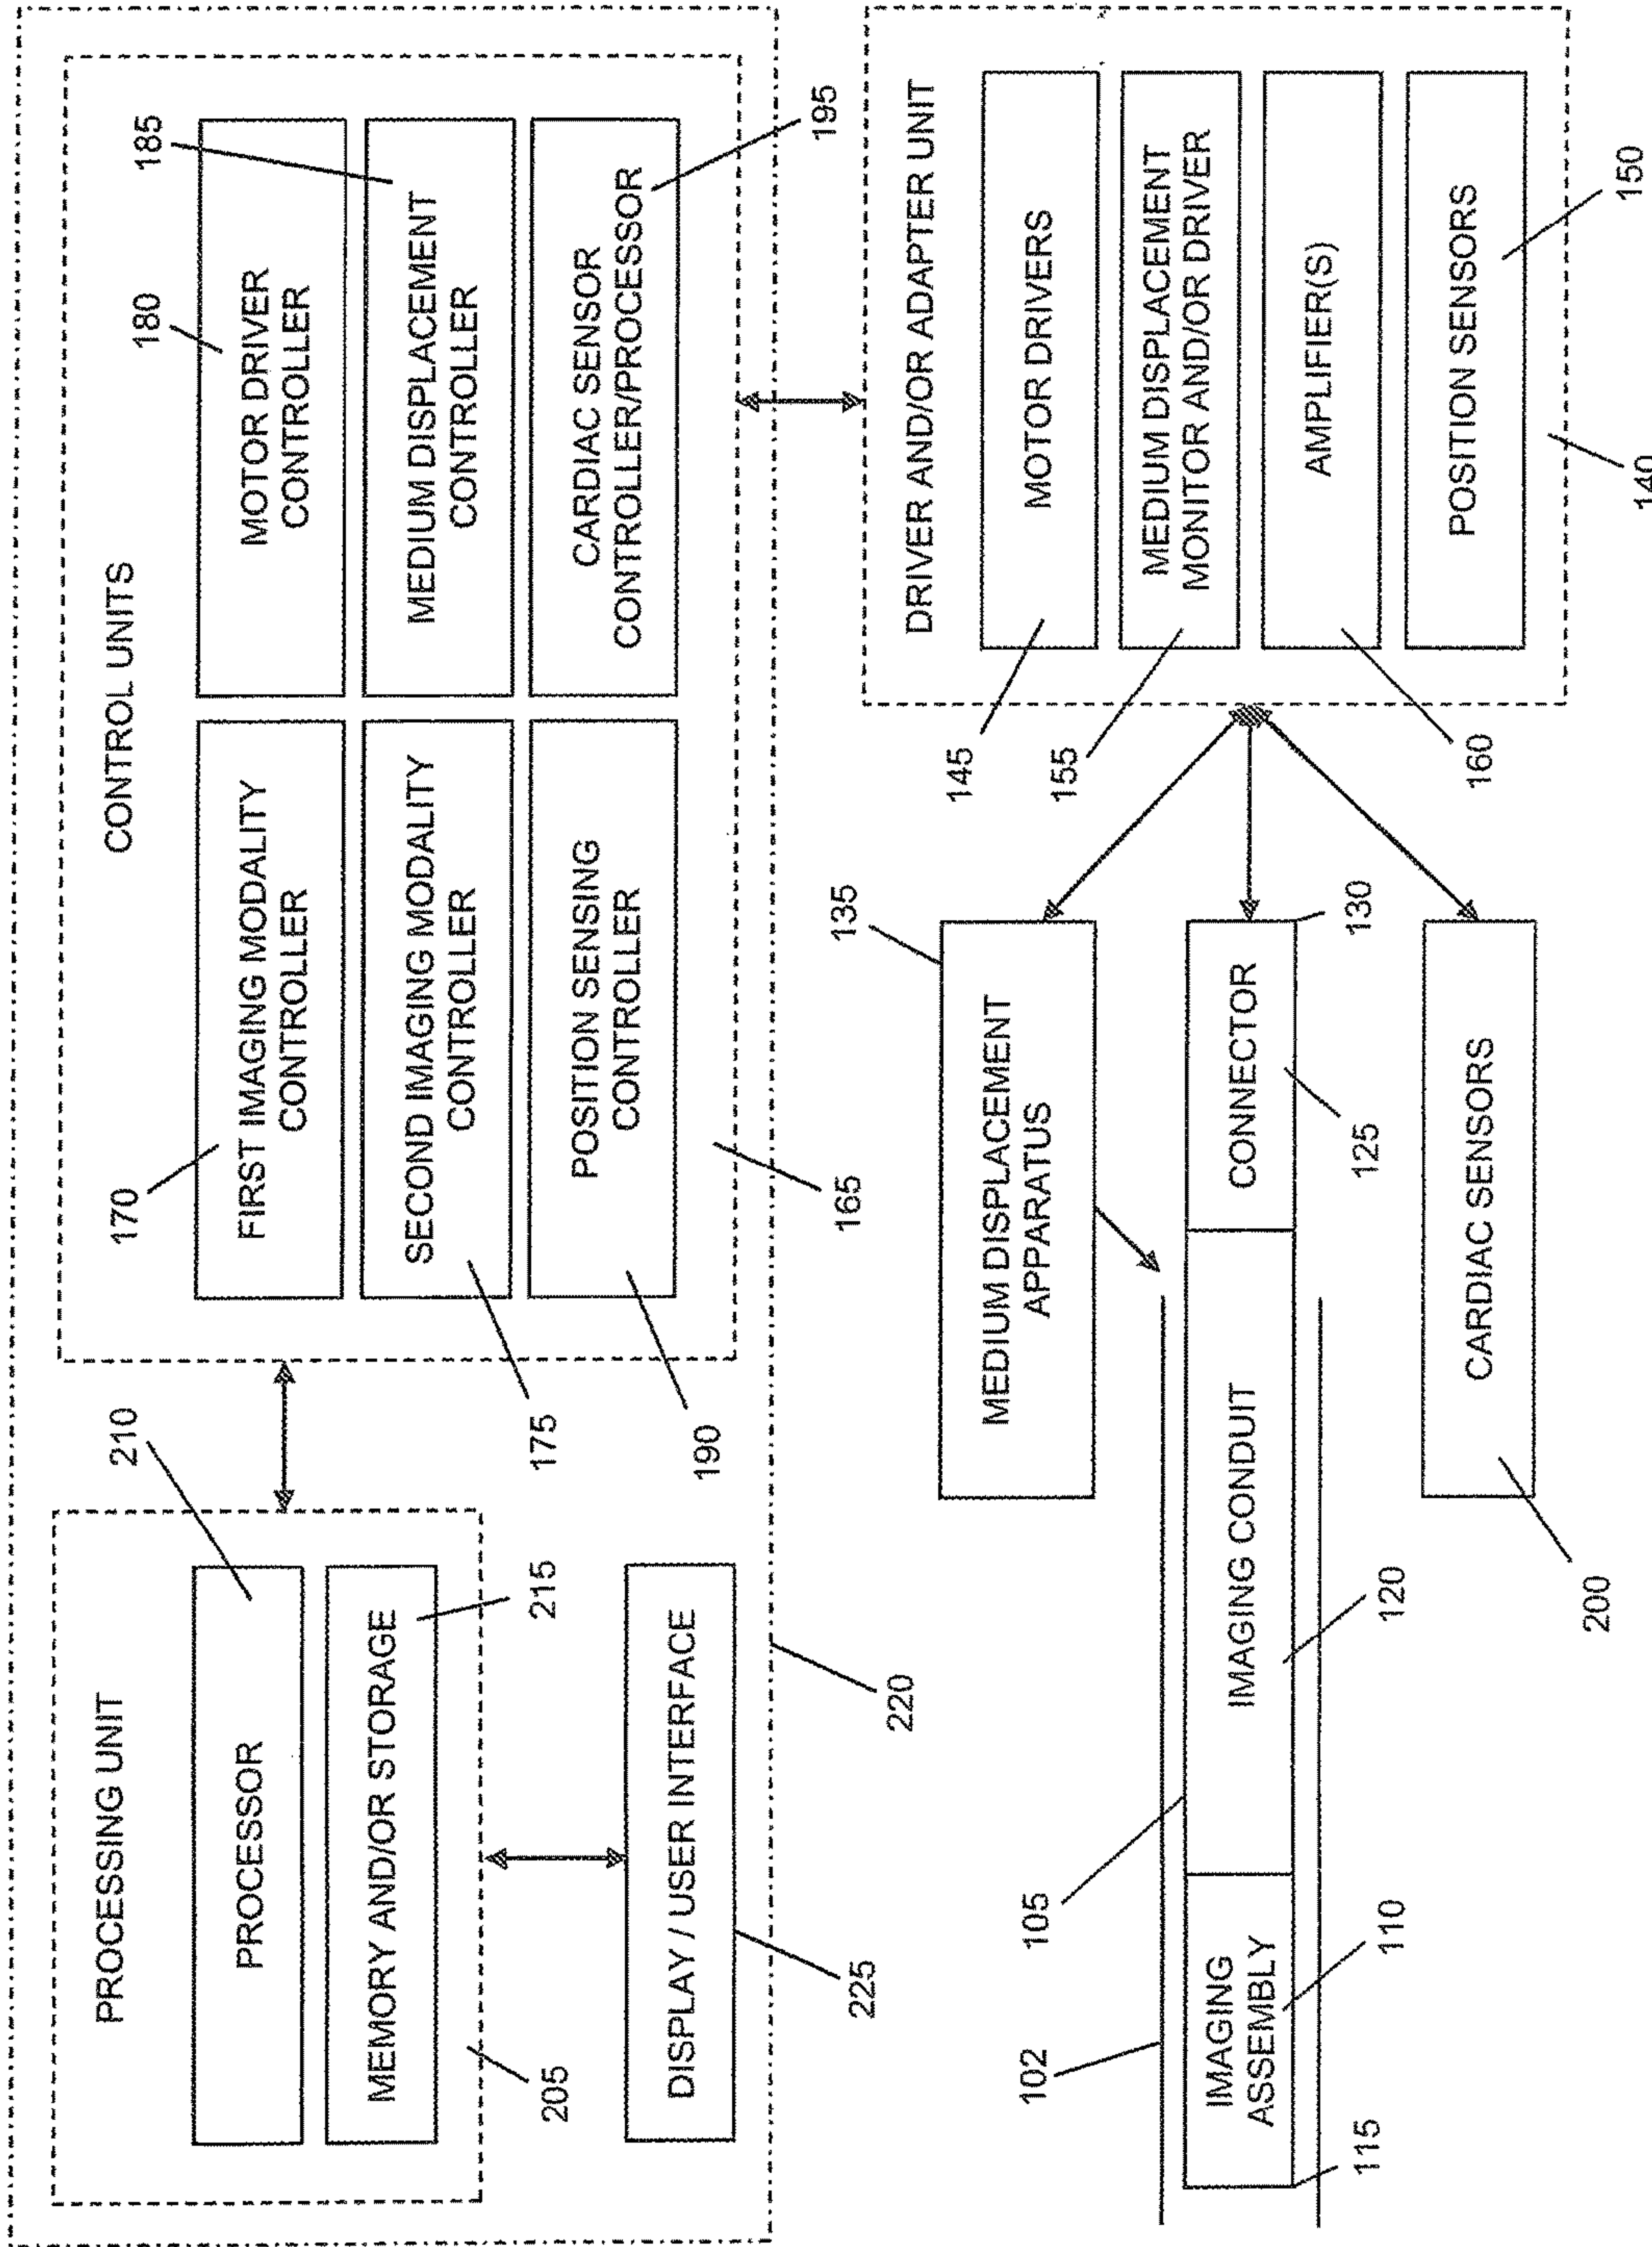 PROCESSING UNIT
PROCESSOR
210
MEMORY AND/OR STORAGE
215
205
DISPLAY / USER INTERFACE
225
220
CONTROL UNITS
170
FIRST IMAGING MODALITY
CONTROLLER
180
MOTOR DRIVER
CONTROLLER
185
SECOND IMAGING MODALITY
CONTROLLER
175
MEDIUM DISPLACEMENT
CONTROLLER
POSITION SENSING
CONTROLLER
190
CARDIAC SENSOR
CONTROLLER/PROCESSOR
195
165
102
105
IMAGING
ASSEMBLY
115
110
IMAGING CONDUIT
120
CONNECTOR
125
130
135
MEDIUM DISPLACEMENT
APPARATUS
CARDIAC SENSORS
200
DRIVER AND/OR ADAPTER UNIT
145
MOTOR DRIVERS
155
MEDIUM DISPLACEMENT
MONITOR AND/OR DRIVER
160
AMPLIFIER(S)
POSITION SENSORS
150
140